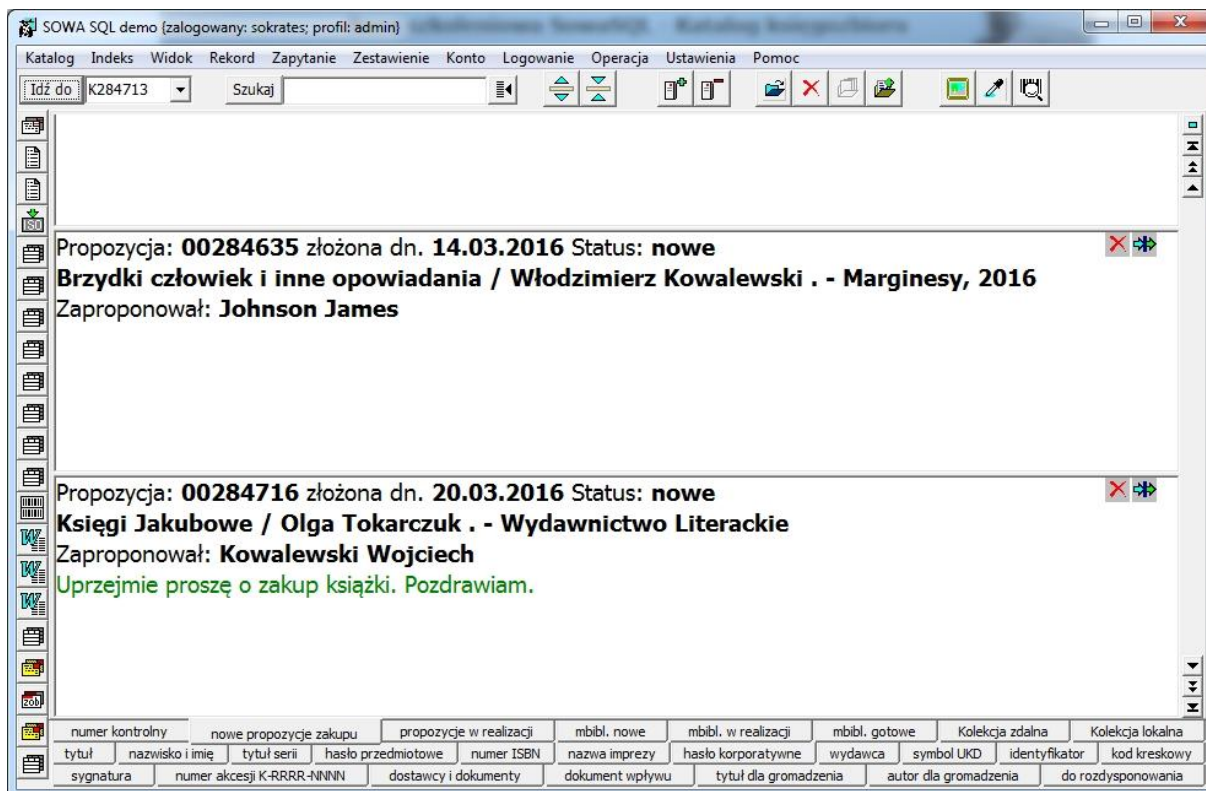 SOWA SQL demo {zalogowany: sokrates; profil: admin}
Katalog Indeks Widok Rekord Zapytanie Zestawienie Konto Logowanie Operacja Ustawienia Pomoc
Idź do K284713 Szukaj
ISO
Propozycja: 00284635 złożona dn. 14.03.2016 Status: nowe
Brzydki człowiek i inne opowiadania / Włodzimierz Kowalewski . - Marginesy, 2016
Zaproponował: Johnson James
Propozycja: 00284716 złożona dn. 20.03.2016 Status: nowe
Księgi Jakubowe / Olga Tokarczuk . - Wydawnictwo Literackie
Zaproponował: Kowalewski Wojciech
Uprzejmie proszę o zakup książki. Pozdrawiam.
zob
numer kontrolny nowe propozycje zakupu propozycje w realizacji mbibl. nowe mbibl. w realizacji mbibl. gotowe Kolekcja zdalna Kolekcja lokalna
tytuł nazwisko i imię tytuł serii hasło przedmiotowe numer ISBN nazwa imprezy hasło korporatywne wydawca symbol UKD identyfikator kod kreskowy
sygnatura numer akcesji K-RRRR-NNNN dostawcy i dokumenty dokument wpływu tytuł dla gromadzenia autor dla gromadzenia do rozdysponowania